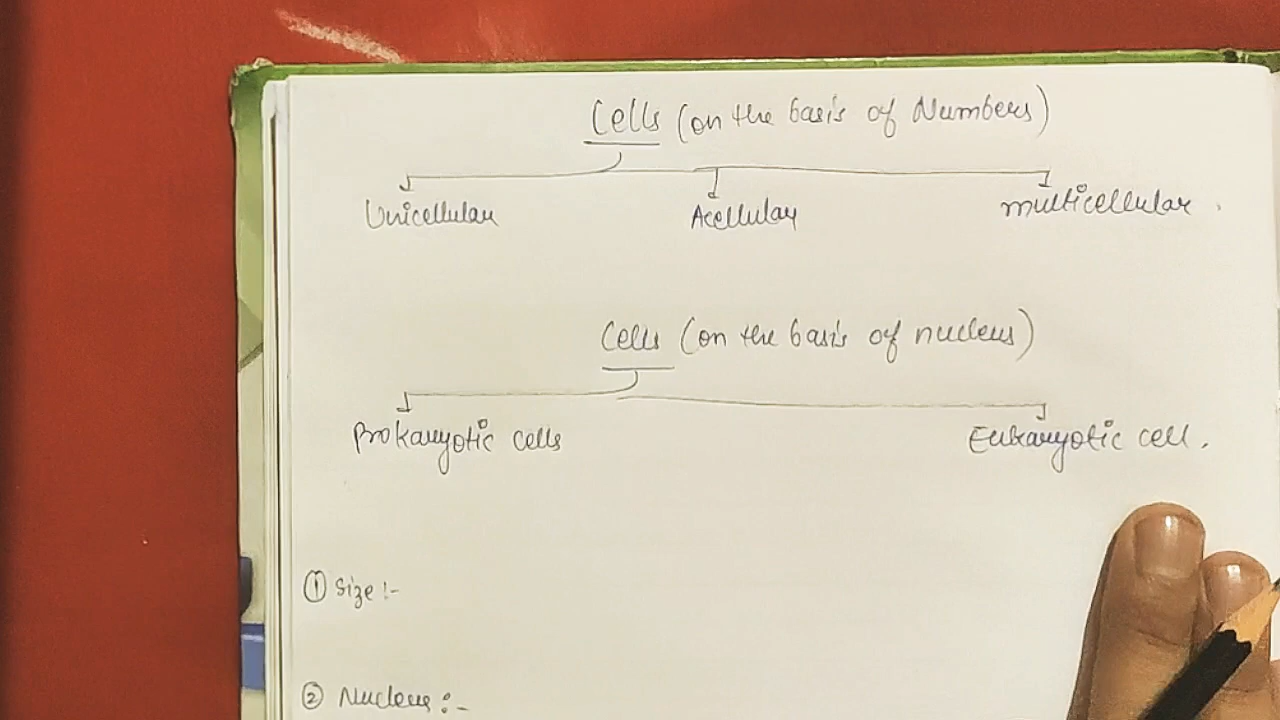 Cells (on the basis of Numbers)
Unicellular Acellular multicellular.
Cells (on the basis of nucleus)
Prokaryotic cells Eukaryotic cell.
① Size :-
② Nucleus :-